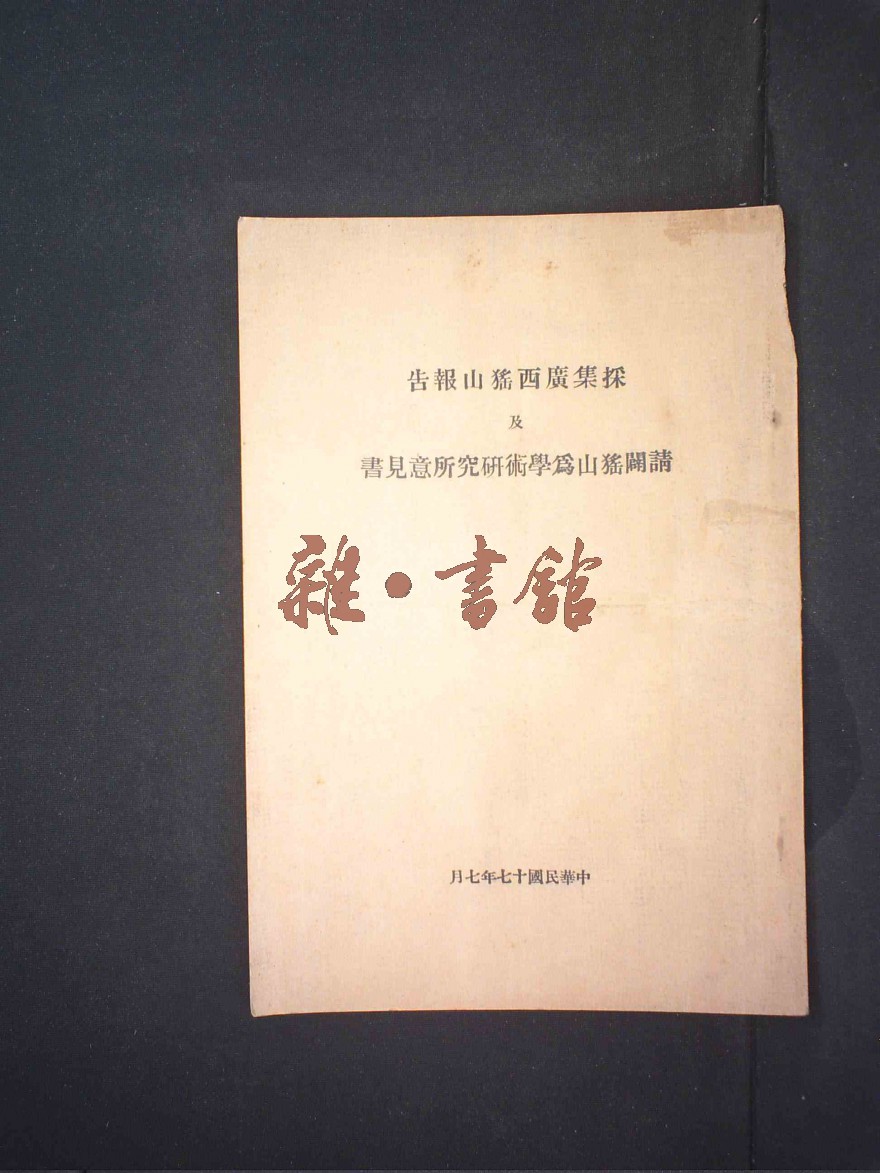 採集廣西猺山報告
及
請闢猺山爲學術研究所意見書
雜·書館
中華民國十七年七月